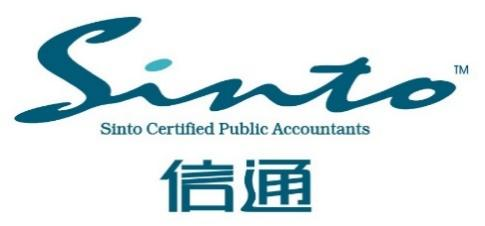 Sinto™
Sinto Certified Public Accountants
信通